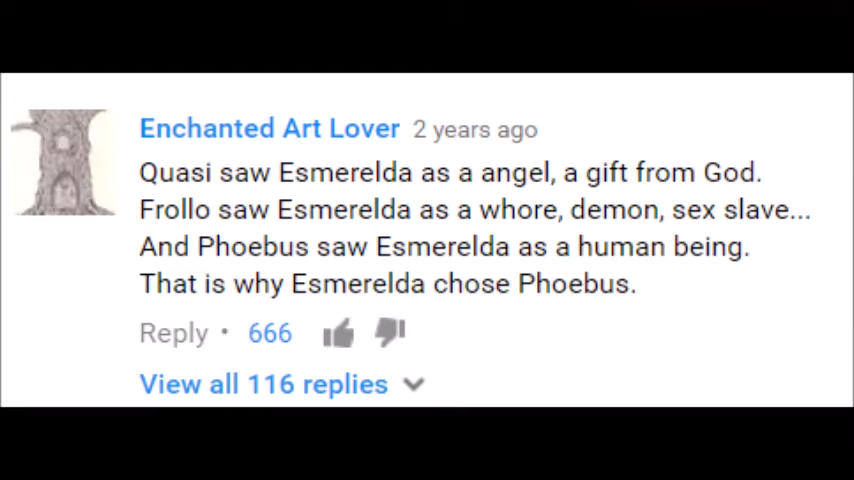 Enchanted Art Lover 2 years ago
Quasi saw Esmerelda as a angel, a gift from God.
Frollo saw Esmerelda as a whore, demon, sex slave...
And Phoebus saw Esmerelda as a human being.
That is why Esmerelda chose Phoebus.
Reply • 666
View all 116 replies